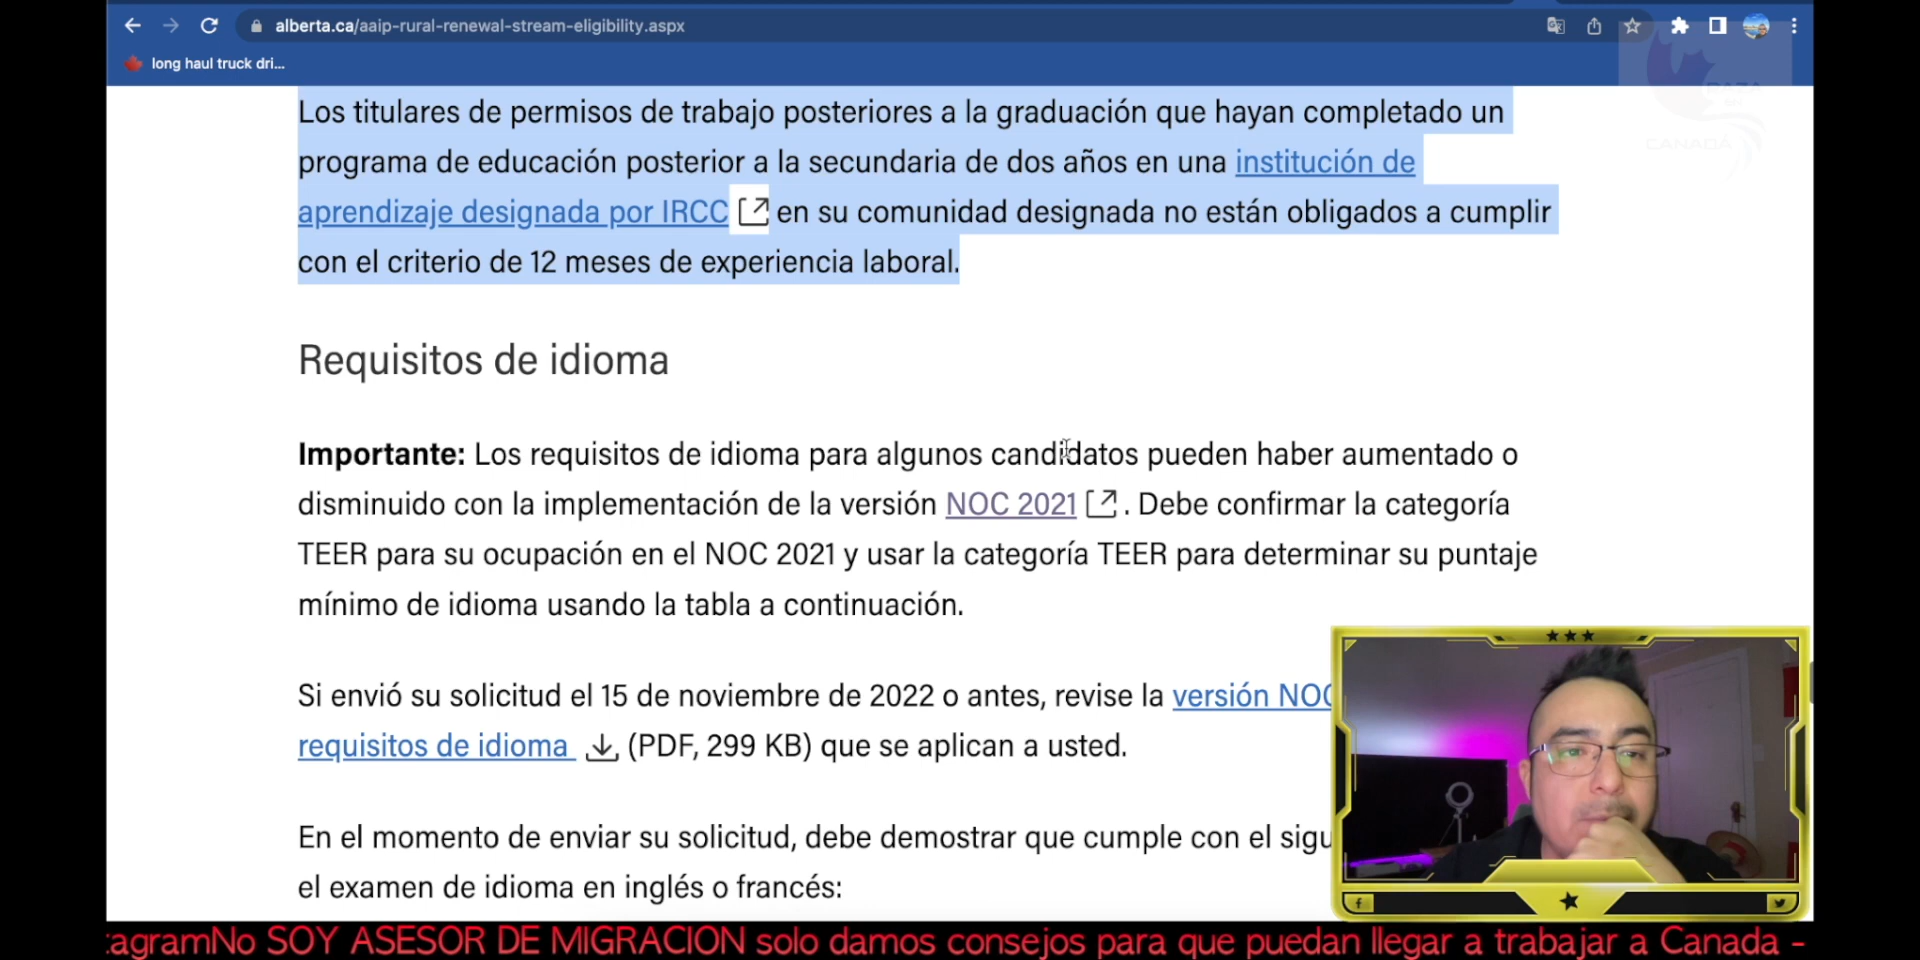 alberta.ca/aaip-rural-renewal-stream-eligibility.aspx
long haul truck dri...
Los titulares de permisos de trabajo posteriores a la graduación que hayan completado un
programa de educación posterior a la secundaria de dos años en una institución de
aprendizaje designada por IRCC en su comunidad designada no están obligados a cumplir
con el criterio de 12 meses de experiencia laboral.
Requisitos de idioma
Importante: Los requisitos de idioma para algunos candidatos pueden haber aumentado o
disminuido con la implementación de la versión NOC 2021 . Debe confirmar la categoría
TEER para su ocupación en el NOC 2021 y usar la categoría TEER para determinar su puntaje
mínimo de idioma usando la tabla a continuación.
Si envió su solicitud el 15 de noviembre de 2022 o antes, revise la versión NOC
requisitos de idioma (PDF, 299 KB) que se aplican a usted.
En el momento de enviar su solicitud, debe demostrar que cumple con el sigu
el examen de idioma en inglés o francés:
tagramNo SOY ASESOR DE MIGRACION solo damos consejos para que puedan llegar a trabajar a Canada -
CANADÁ